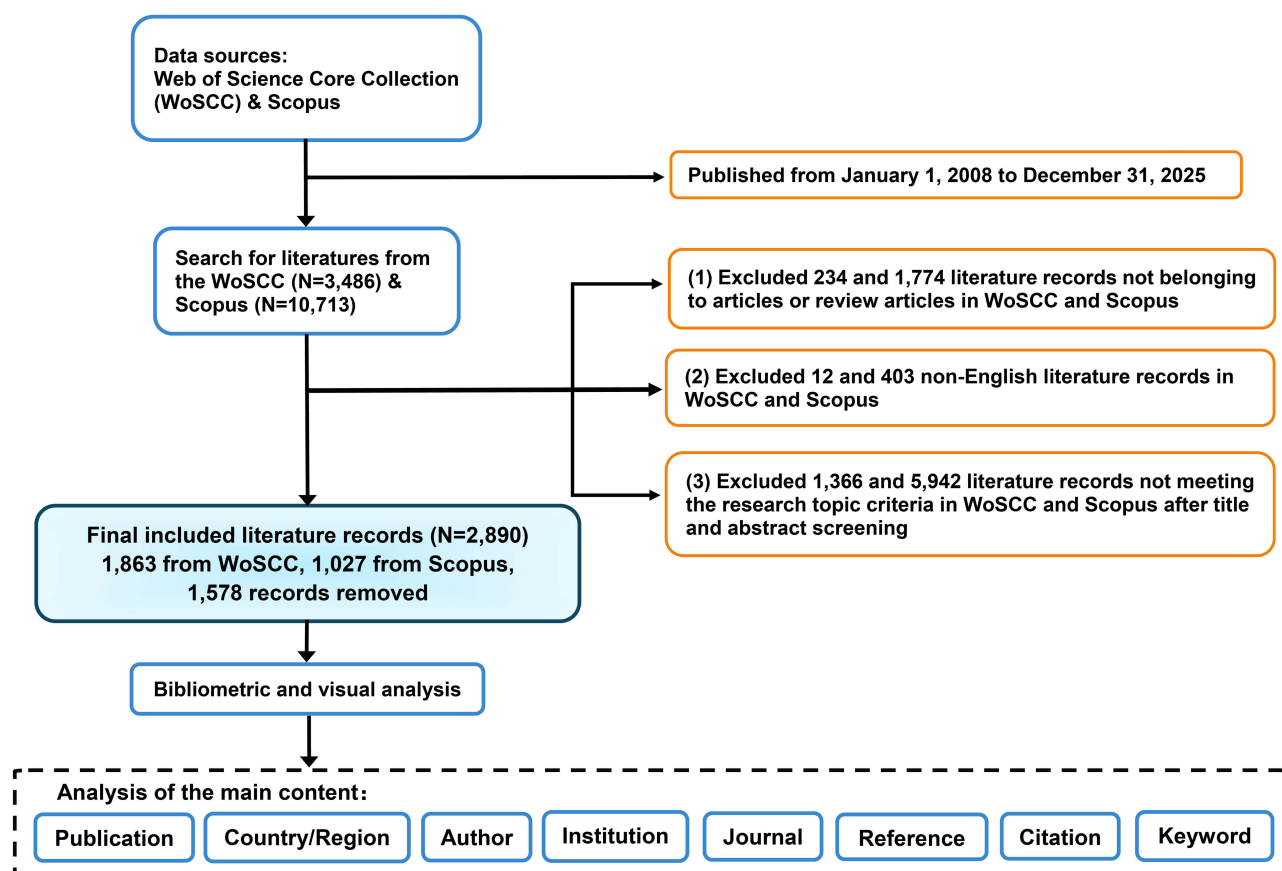 Data sources:
Web of Science Core Collection
(WoSCC) & Scopus
Published from January 1, 2008 to December 31, 2025
Search for literatures from
the WoSCC (N=3,486) &
Scopus (N=10,713)
(1) Excluded 234 and 1,774 literature records not belonging
to articles or review articles in WoSCC and Scopus
(2) Excluded 12 and 403 non-English literature records in
WoSCC and Scopus
(3) Excluded 1,366 and 5,942 literature records not meeting
the research topic criteria in WoSCC and Scopus after title
and abstract screening
Final included literature records (N=2,890)
1,863 from WoSCC, 1,027 from Scopus,
1,578 records removed
Bibliometric and visual analysis
Analysis of the main content:
Publication
Country/Region
Author
Institution
Journal
Reference
Citation
Keyword